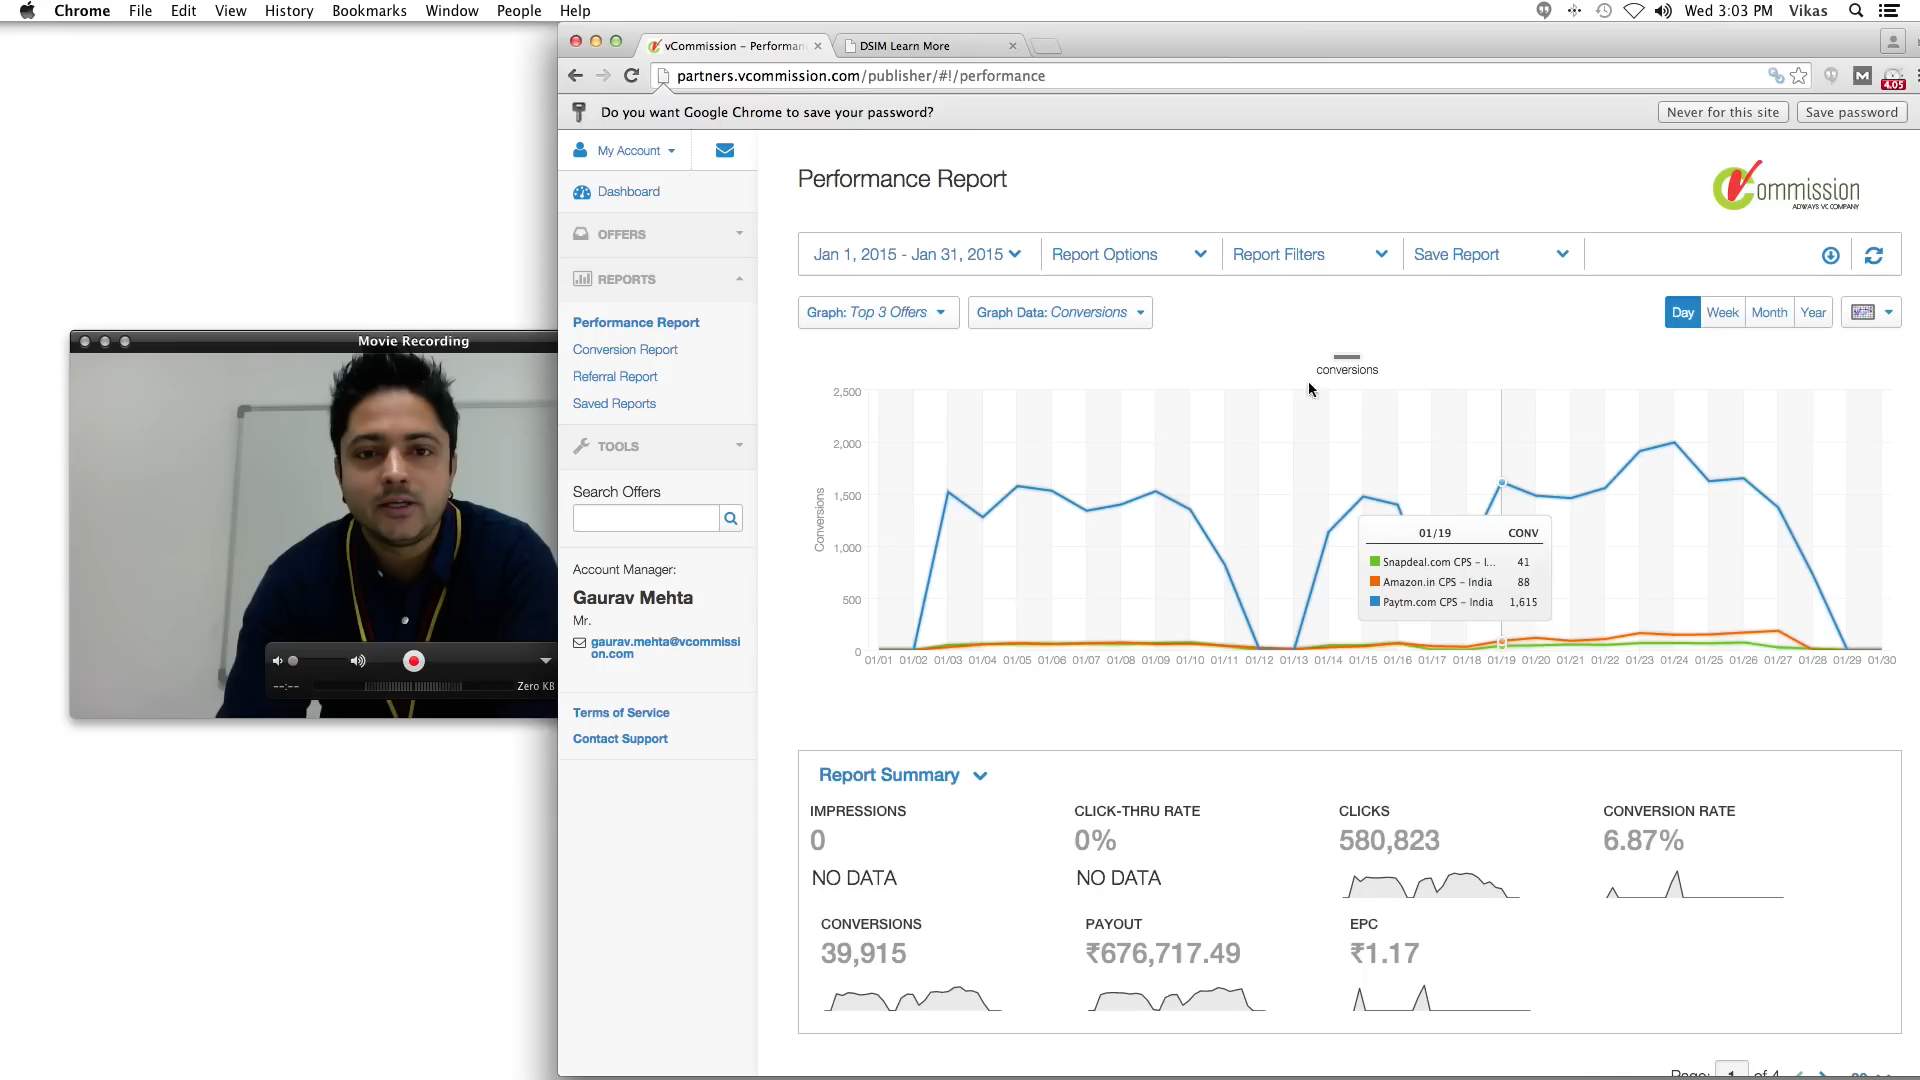 Chrome File Edit View History Bookmarks Window People Help
Wed 3:03 PM Vikas
vCommission – Performan
DSIM Learn More
partners.vcommission.com/publisher/#!/performance
M
4.05
Do you want Google Chrome to save your password?
Never for this site
Save password
My Account
Dashboard
OFFERS
REPORTS
Performance Report
Conversion Report
Referral Report
Saved Reports
TOOLS
Search Offers
Account Manager:
Gaurav Mehta
Mr.
gaurav.mehta@vcommissi
on.com
Terms of Service
Contact Support
Movie Recording
--:--
Zero KB
Performance Report
ommission
ADWAYS VC COMPANY
Jan 1, 2015 - Jan 31, 2015
Report Options
Report Filters
Save Report
Graph: Top 3 Offers
Graph Data: Conversions
Day Week Month Year
conversions
Conversions
2,500
2,000
1,500
1,000
500
0
01/19 CONV
Snapdeal.com CPS – I... 41
Amazon.in CPS – India 88
Paytm.com CPS – India 1,615
01/01 01/02 01/03 01/04 01/05 01/06 01/07 01/08 01/09 01/10 01/11 01/12 01/13 01/14 01/15 01/16 01/17 01/18 01/19 01/20 01/21 01/22 01/23 01/24 01/25 01/26 01/27 01/28 01/29 01/30
Report Summary
IMPRESSIONS
0
NO DATA
CLICK-THRU RATE
0%
NO DATA
CLICKS
580,823
CONVERSION RATE
6.87%
CONVERSIONS
39,915
PAYOUT
₹676,717.49
EPC
₹1.17
Page: 1 of 4